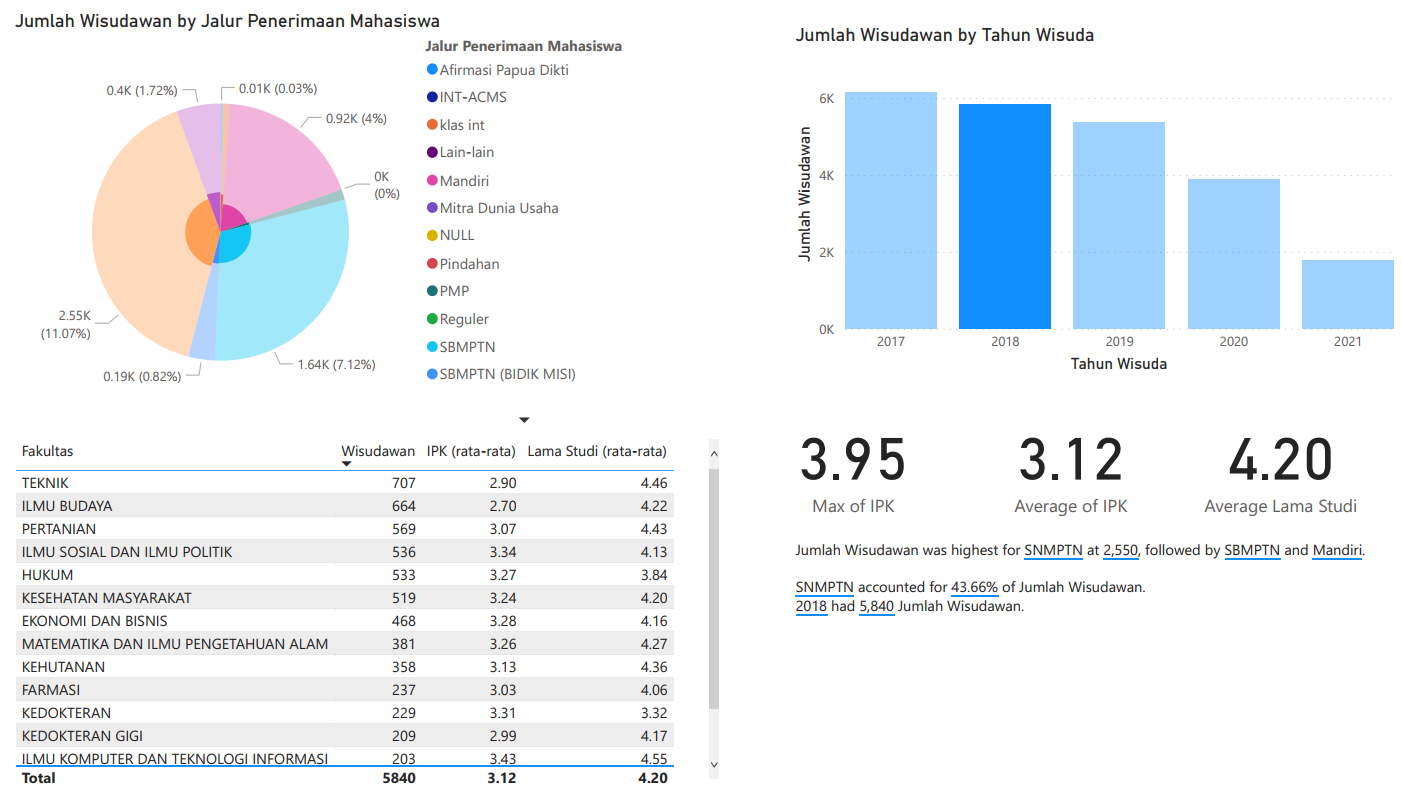 Jumlah Wisudawan by Jalur Penerimaan Mahasiswa
Jalur Penerimaan Mahasiswa
Afirmasi Papua Dikti
INT-ACMS
klas int
Lain-lain
Mandiri
Mitra Dunia Usaha
NULL
Pindahan
PMP
Reguler
SBMPTN
SBMPTN (BIDIK MISI)
0.4K (1.72%)
0.01K (0.03%)
0.92K (4%)
0K
(0%)
2.55K
(11.07%)
1.64K (7.12%)
0.19K (0.82%)
Jumlah Wisudawan by Tahun Wisuda
Jumlah Wisudawan
6K
4K
2K
0K
2017 2018 2019 2020 2021
Tahun Wisuda
Fakultas Wisudawan IPK (rata-rata) Lama Studi (rata-rata)
TEKNIK 707 2.90 4.46
ILMU BUDAYA 664 2.70 4.22
PERTANIAN 569 3.07 4.43
ILMU SOSIAL DAN ILMU POLITIK 536 3.34 4.13
HUKUM 533 3.27 3.84
KESEHATAN MASYARAKAT 519 3.24 4.20
EKONOMI DAN BISNIS 468 3.28 4.16
MATEMATIKA DAN ILMU PENGETAHUAN ALAM 381 3.26 4.27
KEHUTANAN 358 3.13 4.36
FARMASI 237 3.03 4.06
KEDOKTERAN 229 3.31 3.32
KEDOKTERAN GIGI 209 2.99 4.17
ILMU KOMPUTER DAN TEKNOLOGI INFORMASI 203 3.43 4.55
Total 5840 3.12 4.20
3.95 3.12 4.20
Max of IPK Average of IPK Average Lama Studi
Jumlah Wisudawan was highest for SNMPTN at 2,550, followed by SBMPTN and Mandiri.
SNMPTN accounted for 43.66% of Jumlah Wisudawan.
2018 had 5,840 Jumlah Wisudawan.